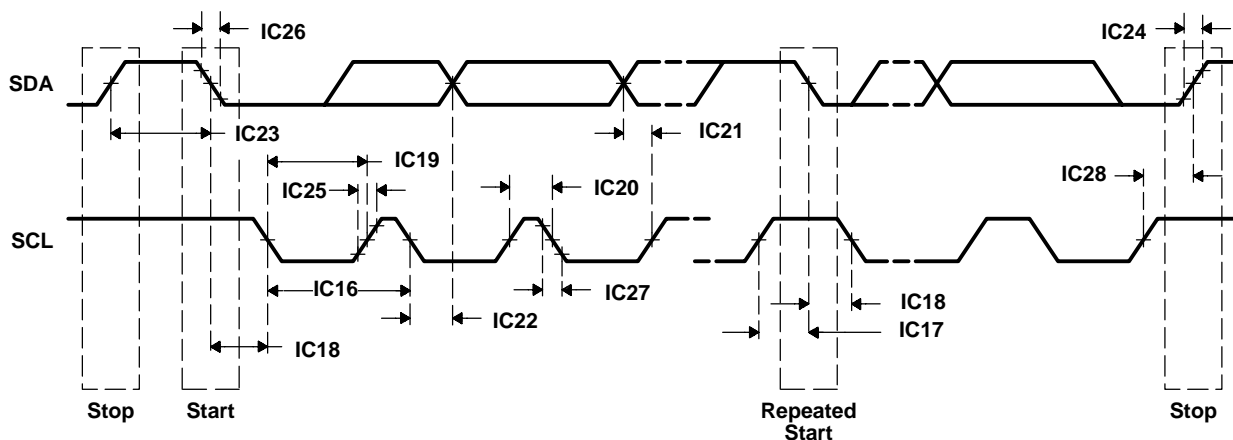 IC26
IC24
SDA
IC23
IC21
IC19
IC25
IC20
IC28
SCL
IC16
IC27
IC18
IC22
IC17
IC18
Stop
Start
Repeated
Start
Stop